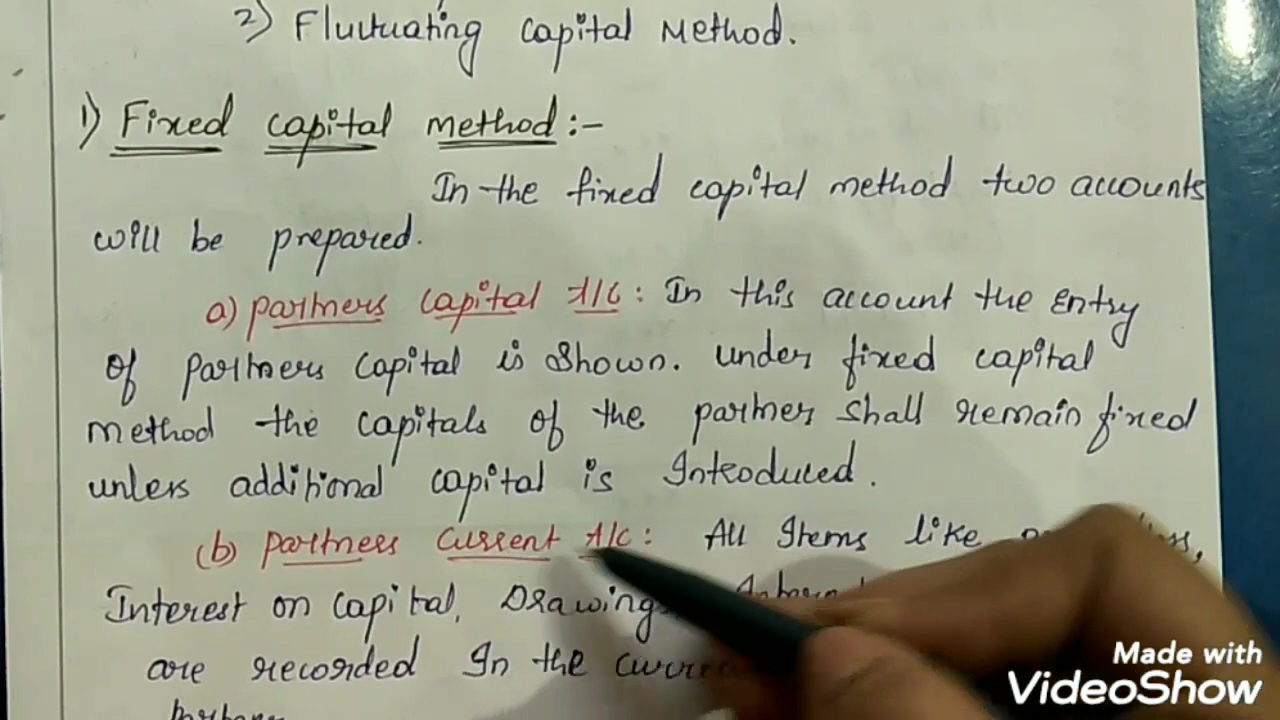 2) Fluctuating capital Method.
1) Fixed capital method :-
In the fixed capital method two accounts
will be prepared.
a) partners capital A/C : In this account the Entry
of partners capital is shown. under fixed capital
method the capitals of the partner shall remain fixed
unless additional capital is Introduced.
(b) partners current A/C : All Items like
Interest on capital, Drawings
are recorded In the
Made with
VideoShow